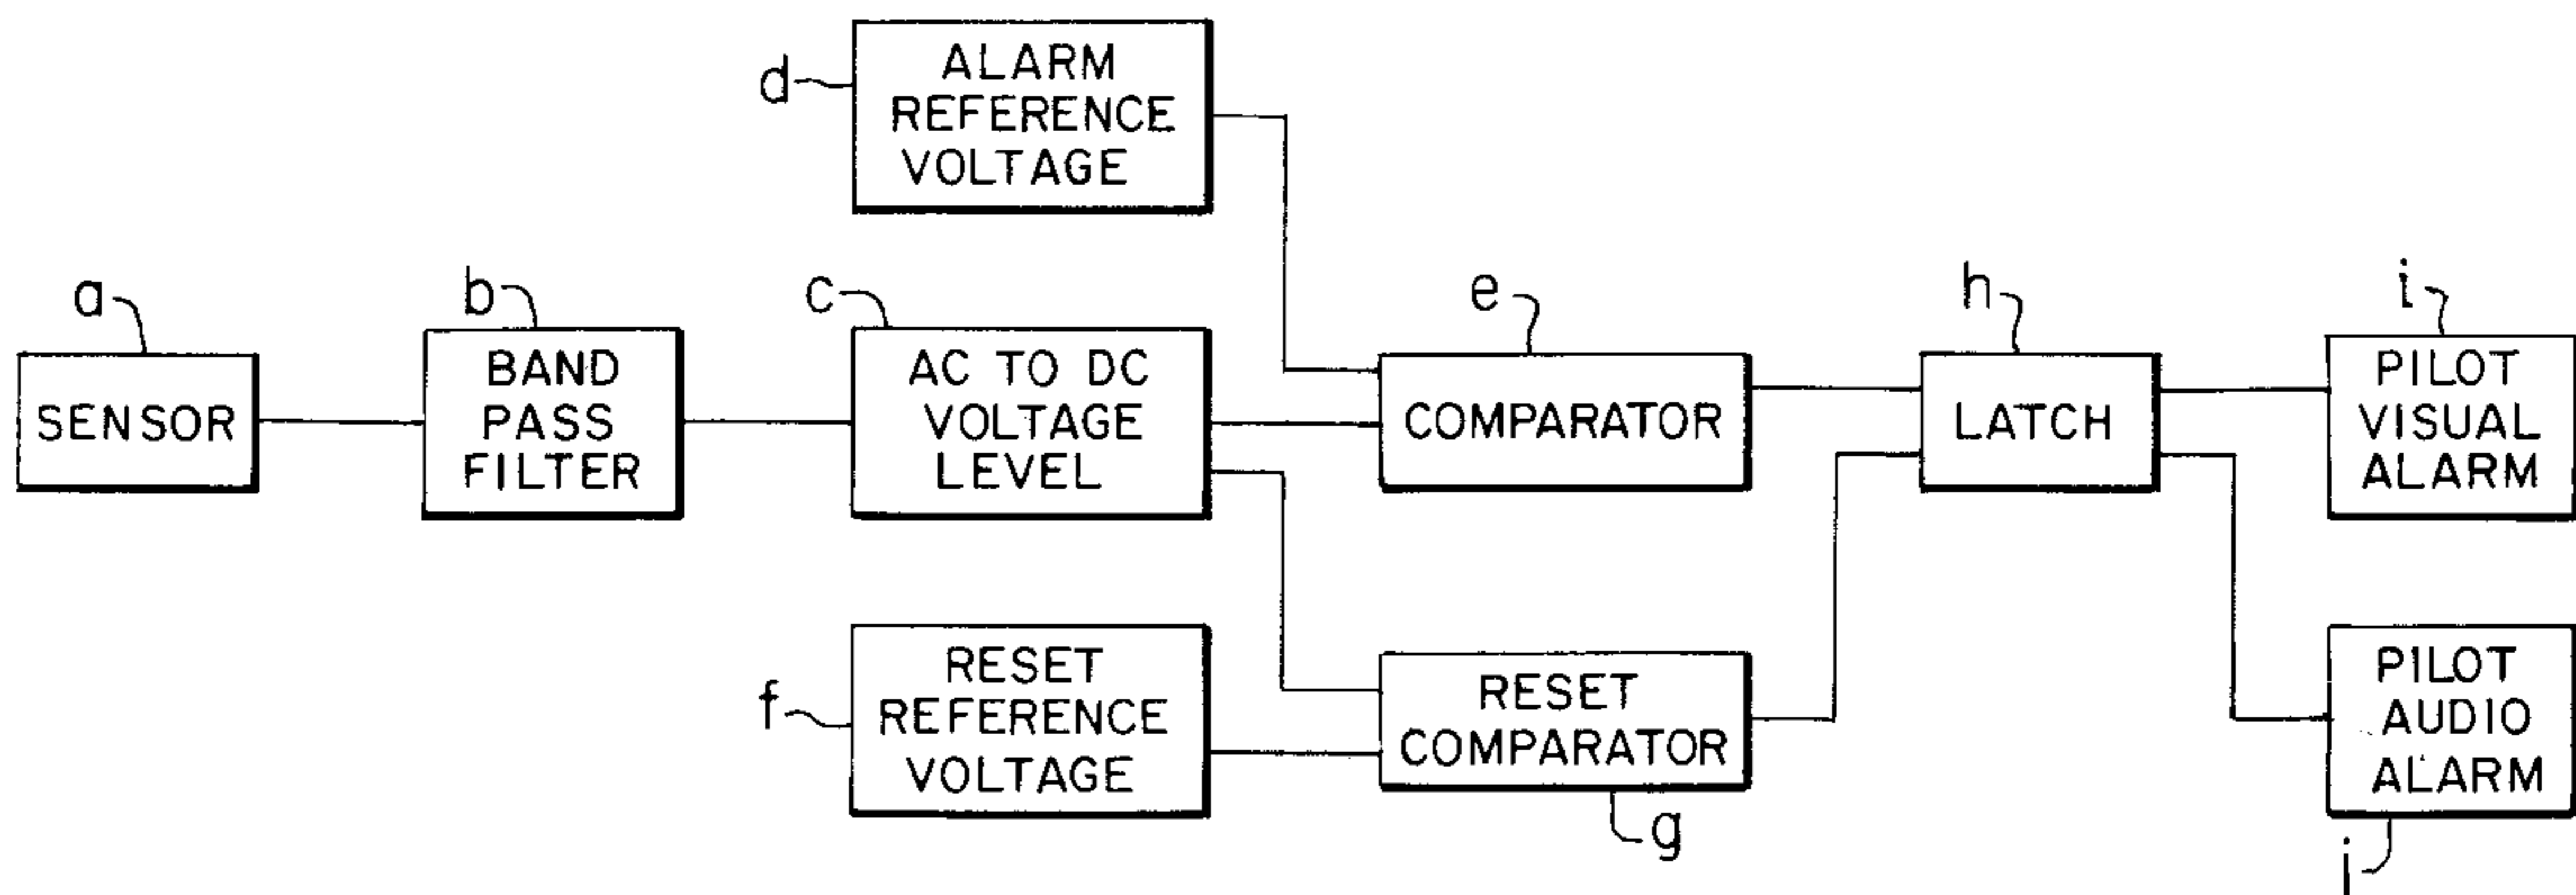 d
ALARM
REFERENCE
VOLTAGE
a
SENSOR
b
BAND
PASS
FILTER
c
AC TO DC
VOLTAGE
LEVEL
e
COMPARATOR
h
LATCH
i
PILOT
VISUAL
ALARM
f
RESET
REFERENCE
VOLTAGE
RESET
COMPARATOR
g
PILOT
AUDIO
ALARM
j